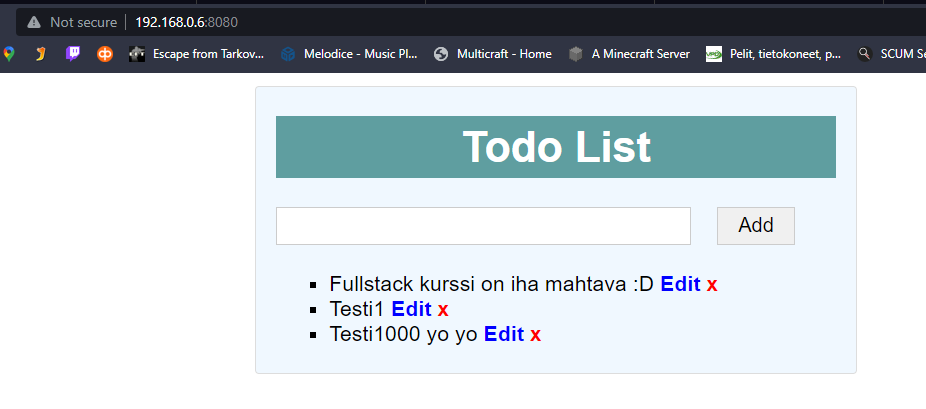 Not secure 192.168.0.6:8080
Escape from Tarkov... Melodice - Music Pl... Multicraft - Home A Minecraft Server Pelit, tietokoneet, p... SCUM Se
Todo List
Add
Fullstack kurssi on iha mahtava :D Edit x
Testi1 Edit x
Testi1000 yo yo Edit x